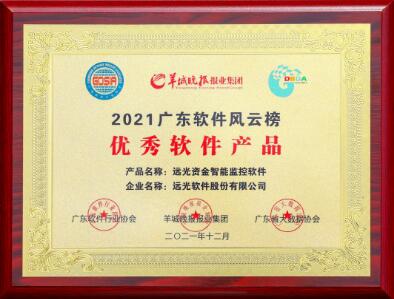 GDSIA
羊城晚报报业集团
2021广东软件风云榜
优秀软件产品
产品名称：远光资金智能监控软件
企业名称：远光软件股份有限公司
广东软件行业协会 羊城晚报报业集团 广东省大数据协会
二〇二一年十二月